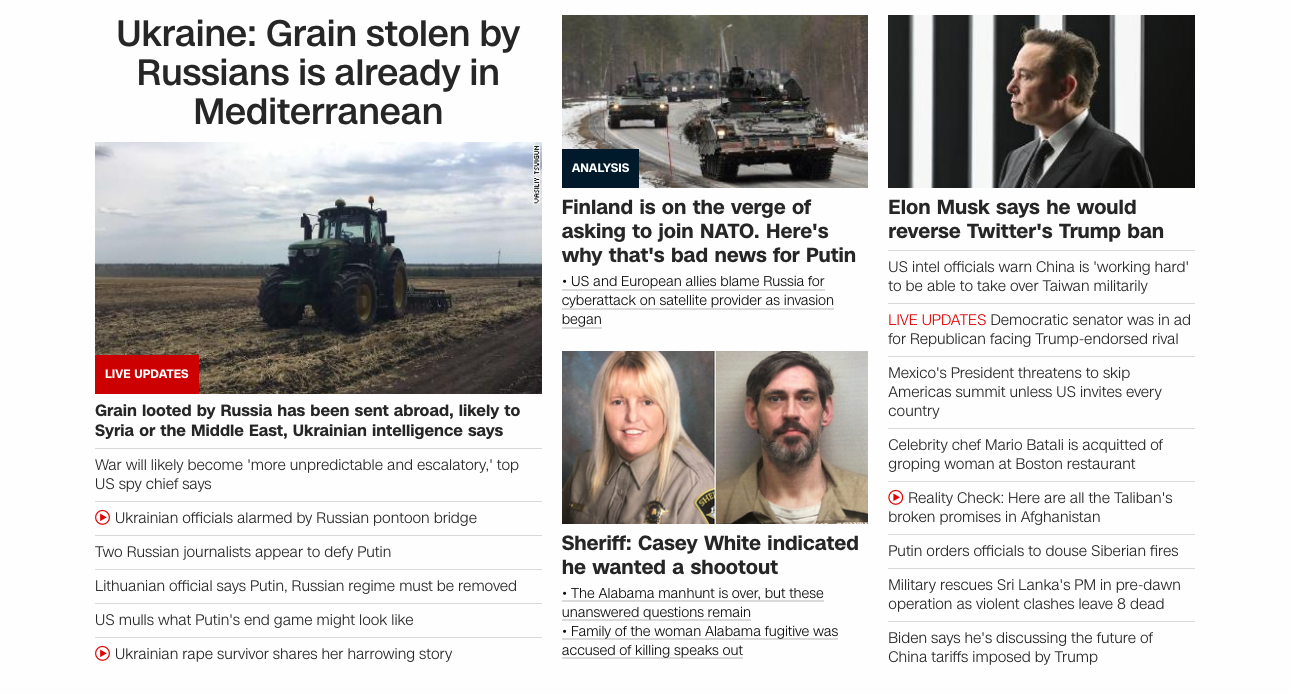 Ukraine: Grain stolen by
Russians is already in
Mediterranean
VASILIY TSVIGUN
LIVE UPDATES
Grain looted by Russia has been sent abroad, likely to
Syria or the Middle East, Ukrainian intelligence says
War will likely become 'more unpredictable and escalatory,' top
US spy chief says
Ukrainian officials alarmed by Russian pontoon bridge
Two Russian journalists appear to defy Putin
Lithuanian official says Putin, Russian regime must be removed
US mulls what Putin's end game might look like
Ukrainian rape survivor shares her harrowing story
ANALYSIS
Finland is on the verge of
asking to join NATO. Here's
why that's bad news for Putin
• US and European allies blame Russia for
cyberattack on satellite provider as invasion
began
Sheriff: Casey White indicated
he wanted a shootout
• The Alabama manhunt is over, but these
unanswered questions remain
• Family of the woman Alabama fugitive was
accused of killing speaks out
Elon Musk says he would
reverse Twitter's Trump ban
US intel officials warn China is 'working hard'
to be able to take over Taiwan militarily
LIVE UPDATES Democratic senator was in ad
for Republican facing Trump-endorsed rival
Mexico's President threatens to skip
Americas summit unless US invites every
country
Celebrity chef Mario Batali is acquitted of
groping woman at Boston restaurant
Reality Check: Here are all the Taliban's
broken promises in Afghanistan
Putin orders officials to douse Siberian fires
Military rescues Sri Lanka's PM in pre-dawn
operation as violent clashes leave 8 dead
Biden says he's discussing the future of
China tariffs imposed by Trump